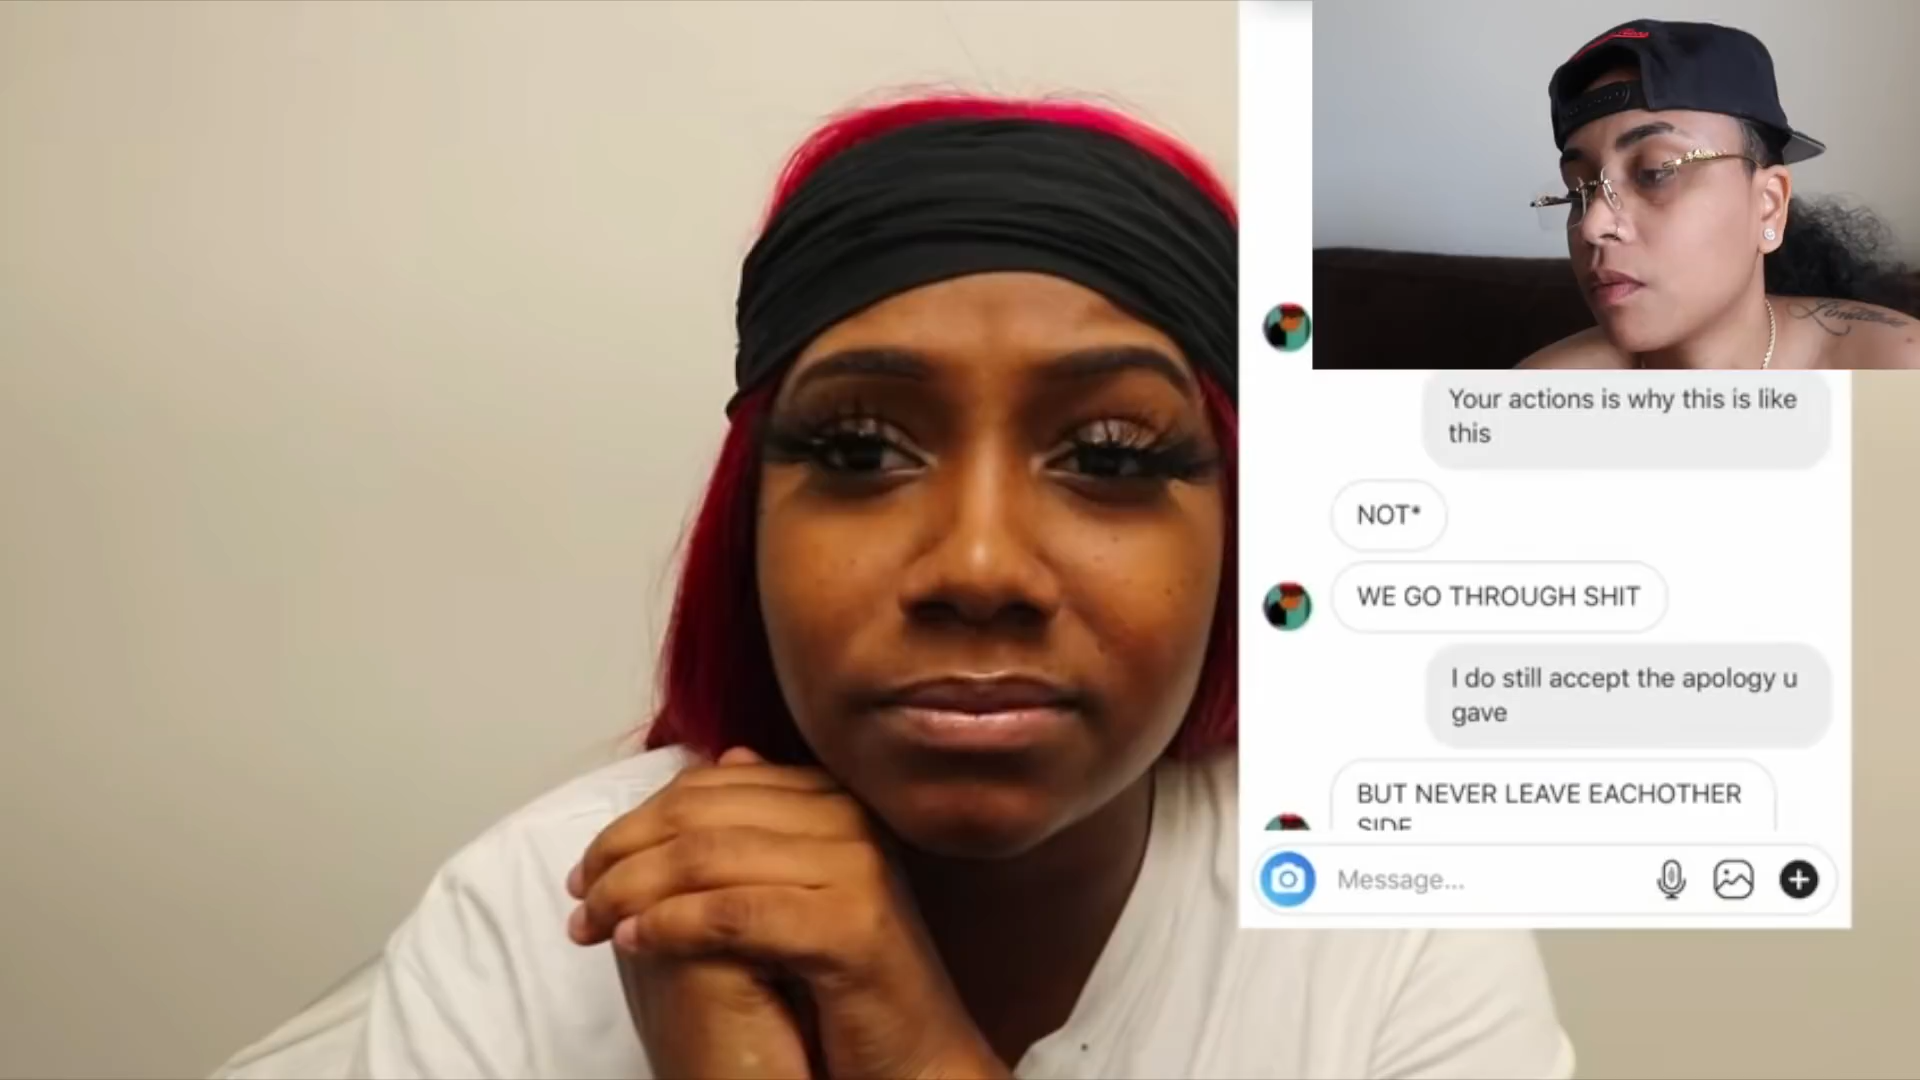 Your actions is why this is like
this
NOT*
WE GO THROUGH SHIT
I do still accept the apology u
gave
BUT NEVER LEAVE EACHOTHER
SIDE
Message...